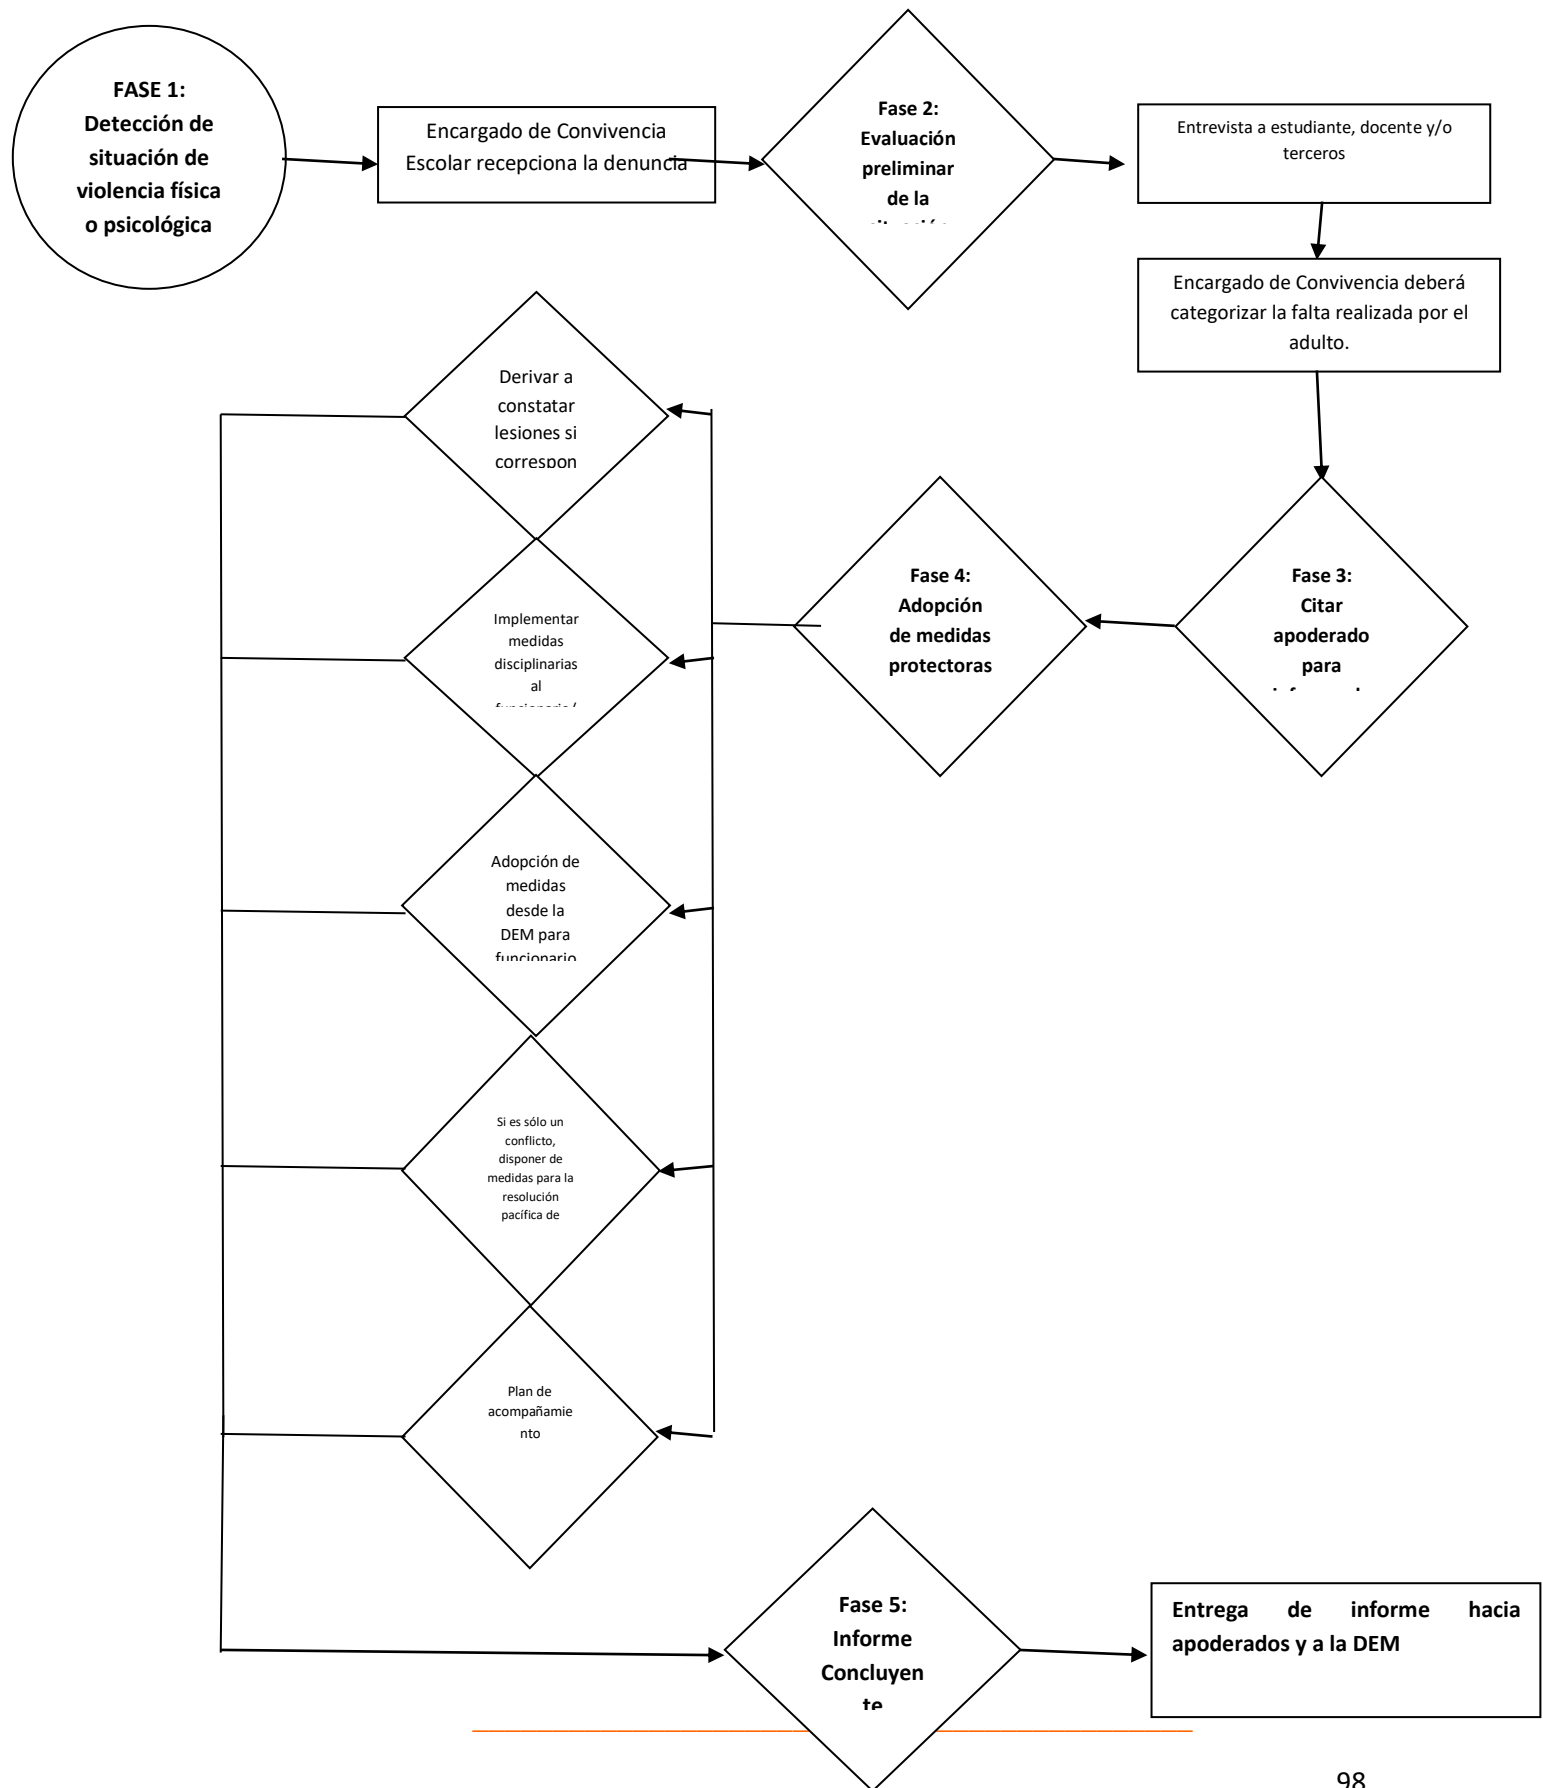 FASE 1:
Detección de
situación de
violencia física
o psicológica
Encargado de Convivencia
Escolar recepciona la denuncia
Fase 2:
Evaluación
preliminar
de la
Entrevista a estudiante, docente y/o
terceros
Encargado de Convivencia deberá
categorizar la falta realizada por el
adulto.
Fase 3:
Citar
apoderado
para
Fase 4:
Adopción
de medidas
protectoras
Derivar a
constatar
lesiones si
correspon
Implementar
medidas
disciplinarias
al
Adopción de
medidas
desde la
DEM para
funcionario
Si es sólo un
conflicto,
disponer de
medidas para la
resolución
pacífica de
Plan de
acompañamie
nto
Fase 5:
Informe
Concluyen
te
Entrega de informe hacia
apoderados y a la DEM
98